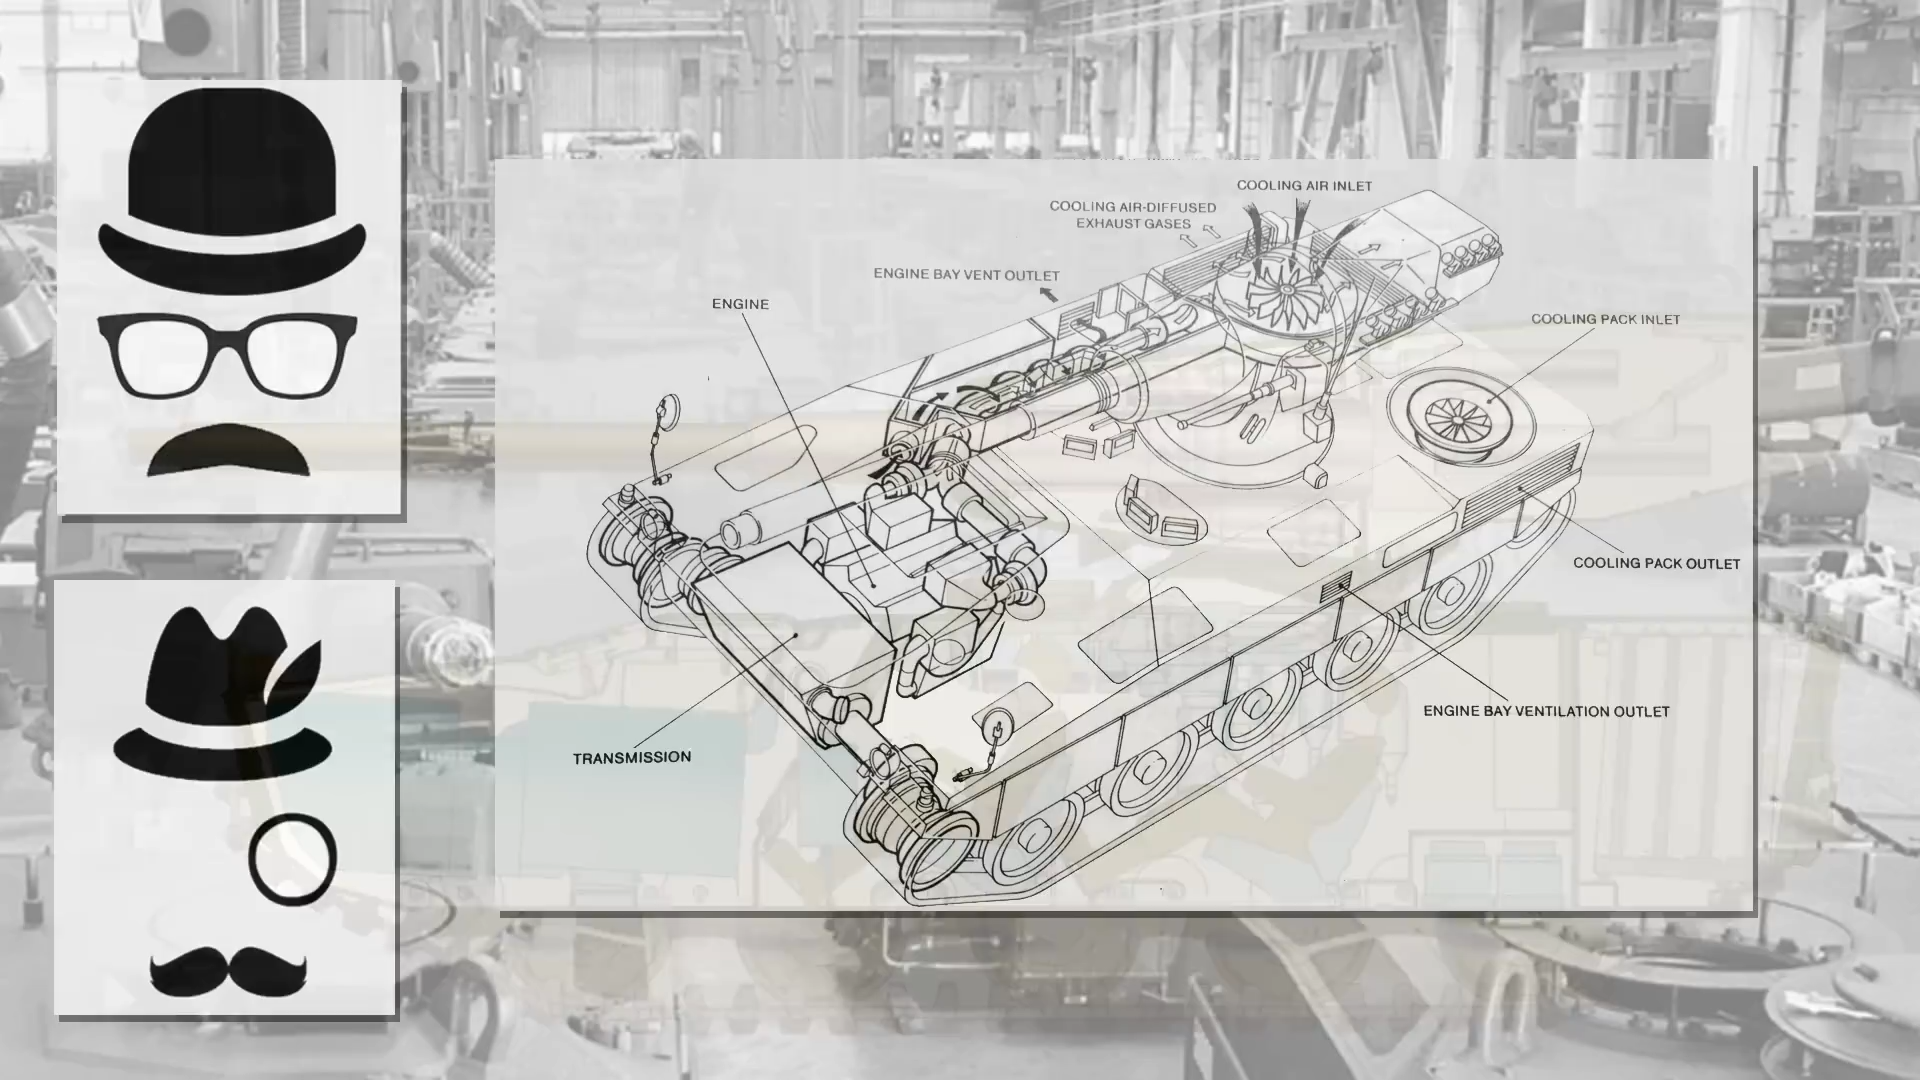 COOLING AIR INLET
COOLING AIR-DIFFUSED
EXHAUST GASES
ENGINE BAY VENT OUTLET
ENGINE
COOLING PACK INLET
COOLING PACK OUTLET
ENGINE BAY VENTILATION OUTLET
TRANSMISSION